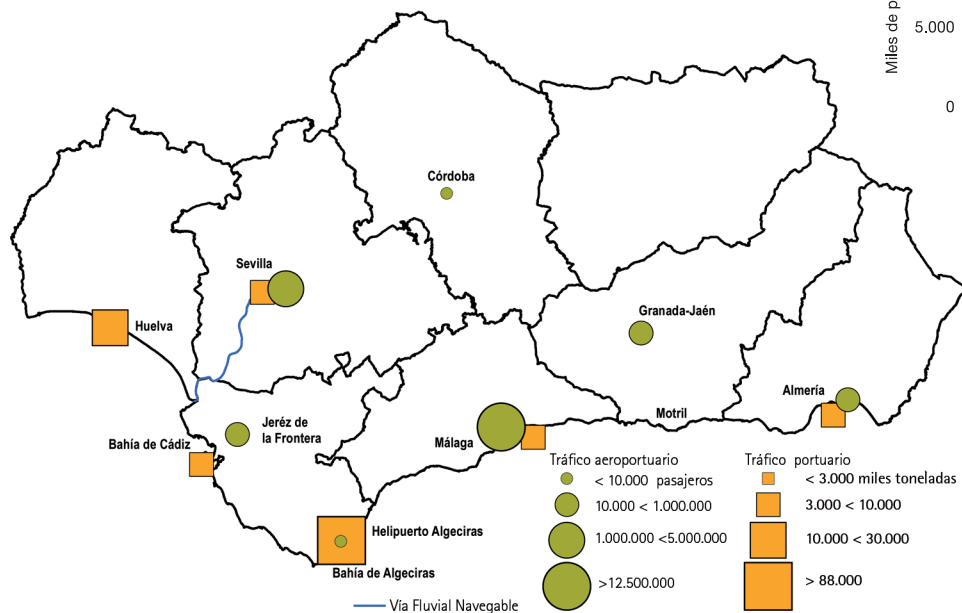 Miles de p
5.000
0
Córdoba
Sevilla
Huelva
Granada-Jaén
Almería
Motril
Jeréz de
la Frontera
Bahía de Cádiz
Málaga
Helipuerto Algeciras
Bahía de Algeciras
Tráfico aeroportuario
< 10.000 pasajeros
10.000 < 1.000.000
1.000.000 <5.000.000
>12.500.000
Tráfico portuario
< 3.000 miles toneladas
3.000 < 10.000
10.000 < 30.000
> 88.000
Vía Fluvial Navegable